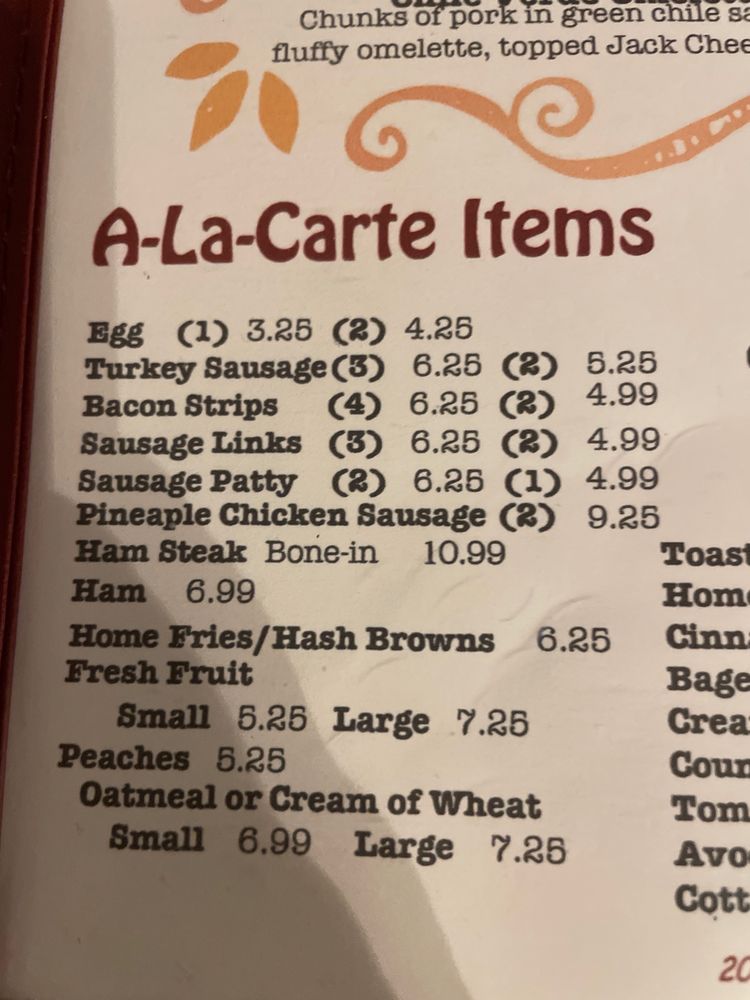 Chunks of pork in green chile
fluffy omelette, topped Jack
A-La-Carte Items
Egg (1) 3.25 (2) 4.25
Turkey Sausage (3) 6.25 (2) 5.25
Bacon Strips (4) 6.25 (2) 4.99
Sausage Links (3) 6.25 (2) 4.99
Sausage Patty (2) 6.25 (1) 4.99
Pineaple Chicken Sausage (2) 9.25
Ham Steak Bone-in 10.99
Ham 6.99
Home Fries/Hash Browns 6.25
Fresh Fruit
Small 5.25 Large 7.25
Peaches 5.25
Oatmeal or Cream of Wheat
Small 6.99 Large 7.25
Toast